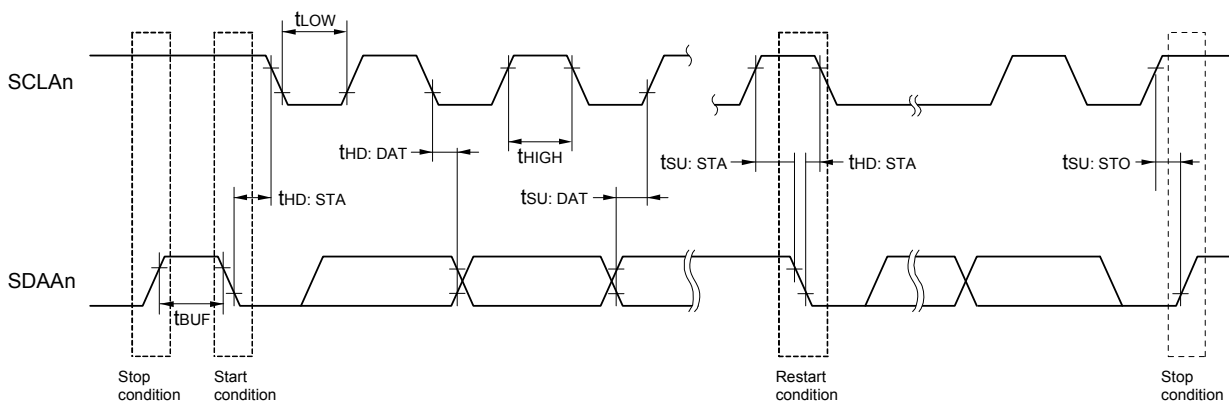 tLOW
SCLAn
tHD: DAT
tHIGH
tSU: STA
tHD: STA
tSU: STO
tHD: STA
tSU: DAT
SDAAn
tBUF
Stop
condition
Start
condition
Restart
condition
Stop
condition